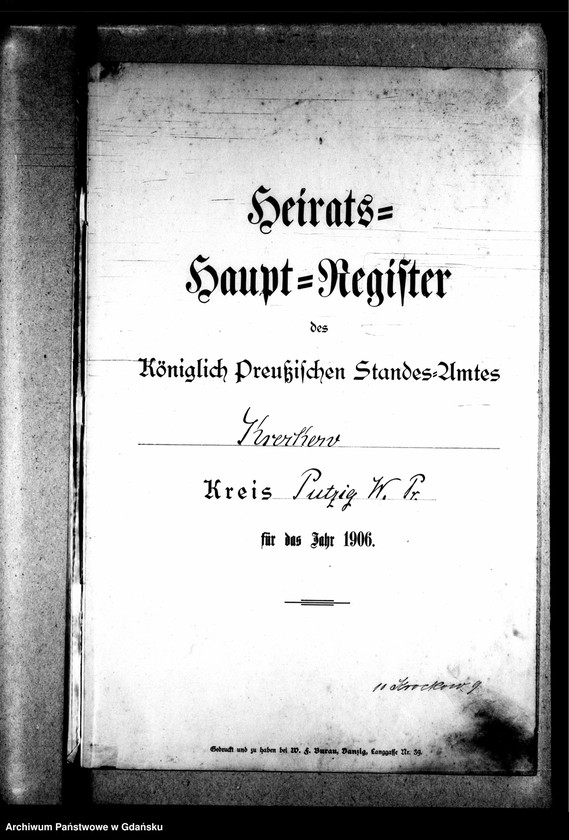 Heirats=
Haupt=Register
des
Königlich Preußischen Standes=Amtes
Krockow
Kreis Putzig W. Pr.
für das Jahr 1906.
Krockow 9
Gedruckt und zu haben bei W. F. Burau, Danzig, Langgasse Nr. 39.
Archiwum Państwowe w Gdańsku